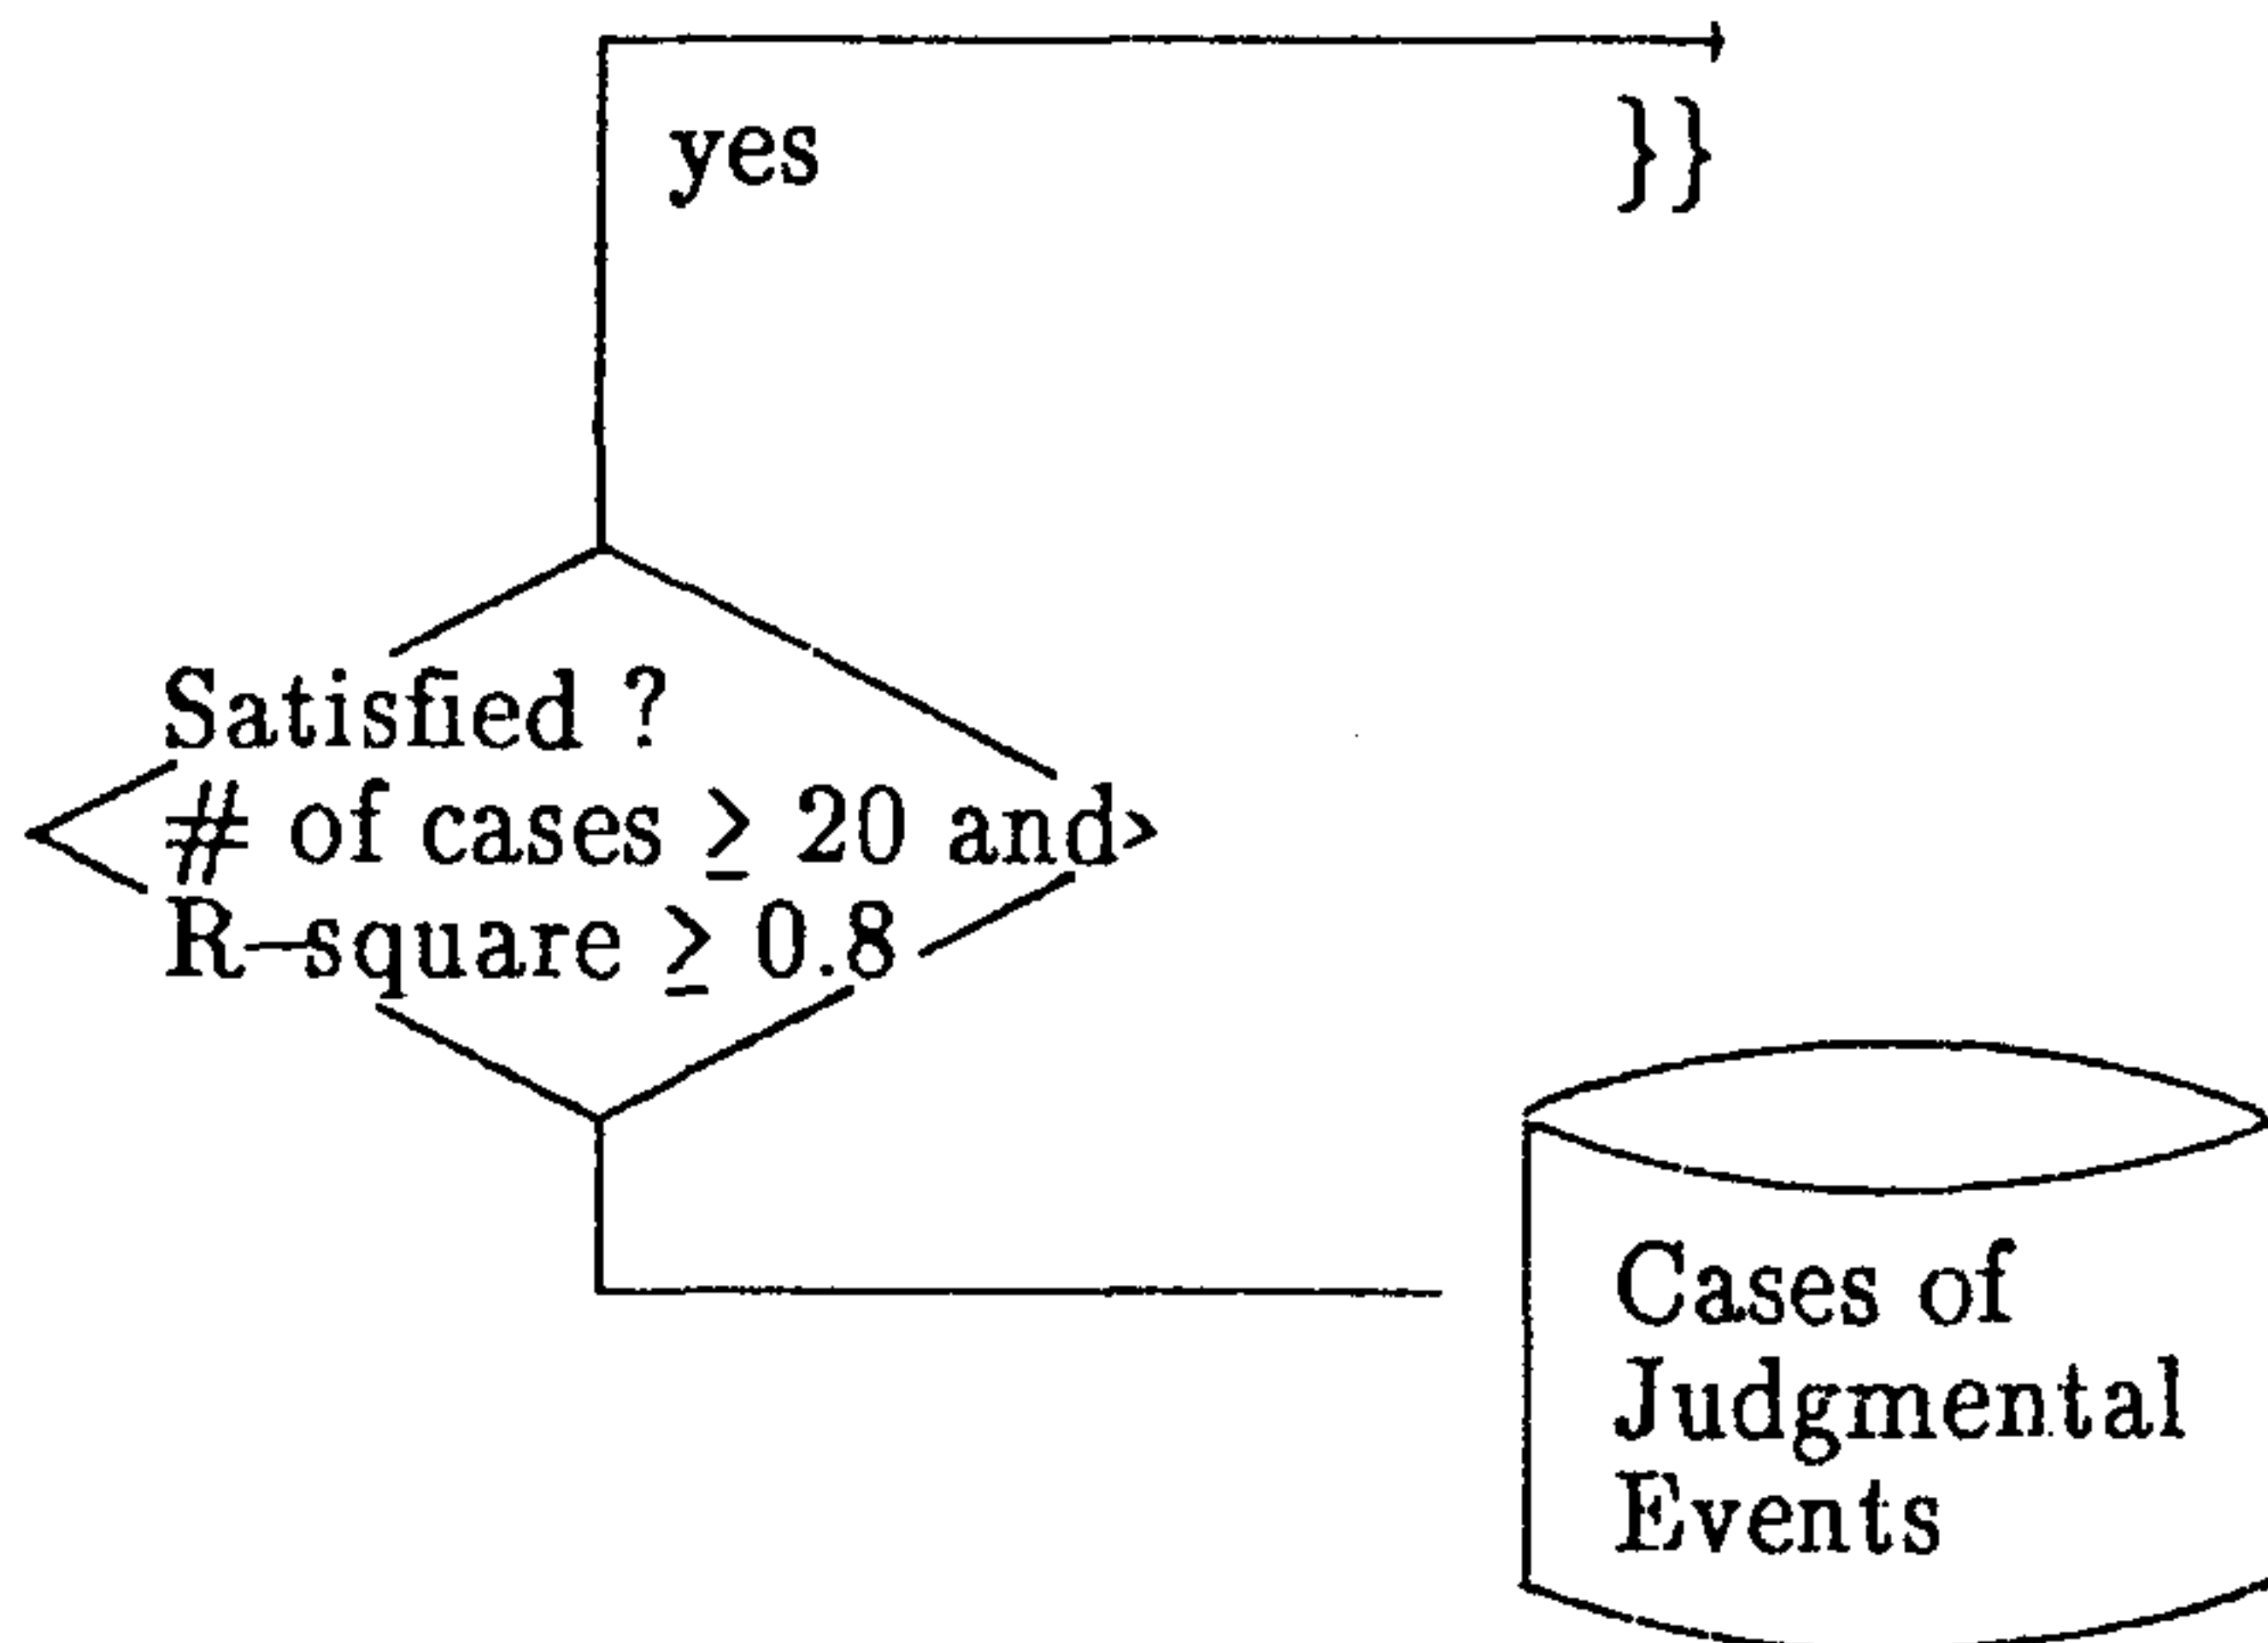 yes
}}
Satisfied ?
# of cases ≥ 20 and
R-square ≥ 0.8
Cases of
Judgmental
Events